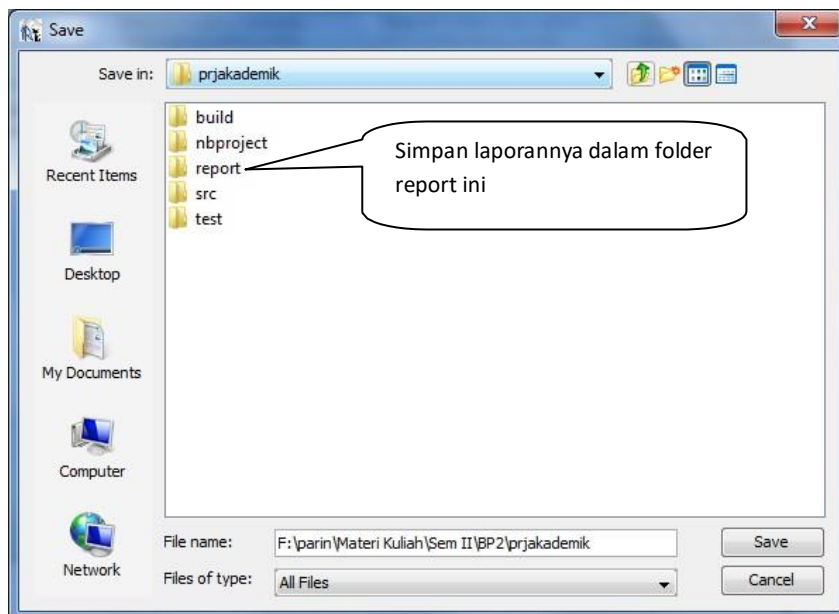 Save
Save in:
prjakademik
build
nbproject
report
src
test
Simpan laporannya dalam folder
report ini
Recent Items
Desktop
My Documents
Computer
Network
File name:
F:\parin\Materi Kuliah\Sem II\BP2\prjakademik
Save
Files of type:
All Files
Cancel